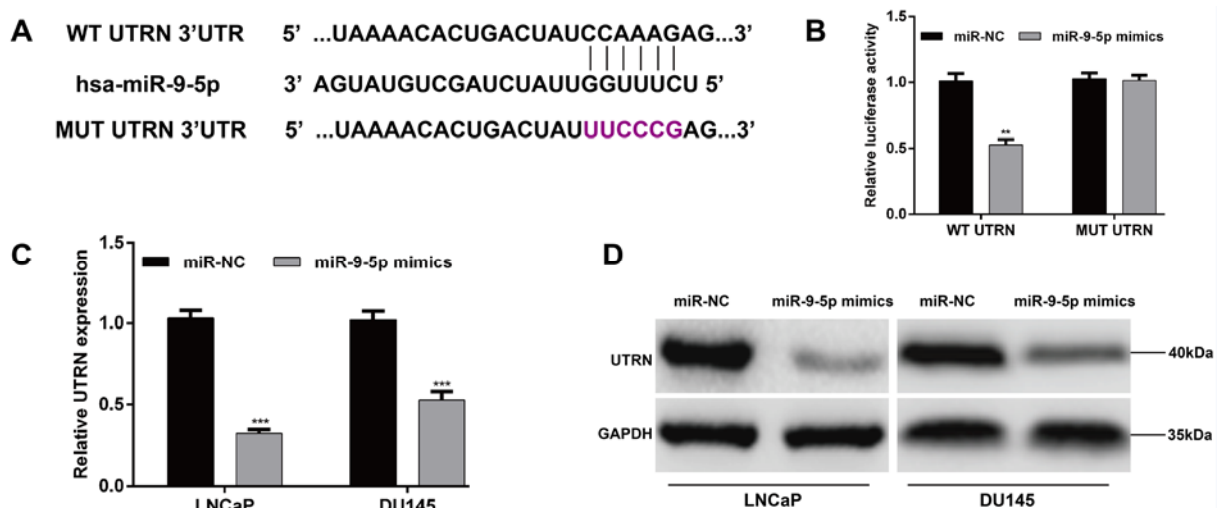 A
WT UTRN 3'UTR 5' ...UAAAACACUGACUAUCCAAAGAG...3'
hsa-miR-9-5p 3' AGUAUGUCGAUCUAUUGGUUUCU 5'
MUT UTRN 3'UTR 5' ...UAAAACACUGACUAUUUCCCGAG...3'
B
miR-NC miR-9-5p mimics
Relative luciferase activity
1.5
1.0
0.5
0.0
**
WT UTRN MUT UTRN
C
miR-NC miR-9-5p mimics
Relative UTRN expression
1.5
1.0
0.5
0.0
***
***
LNCaP DU145
D
miR-NC miR-9-5p mimics miR-NC miR-9-5p mimics
UTRN 40kDa
GAPDH 35kDa
LNCaP DU145